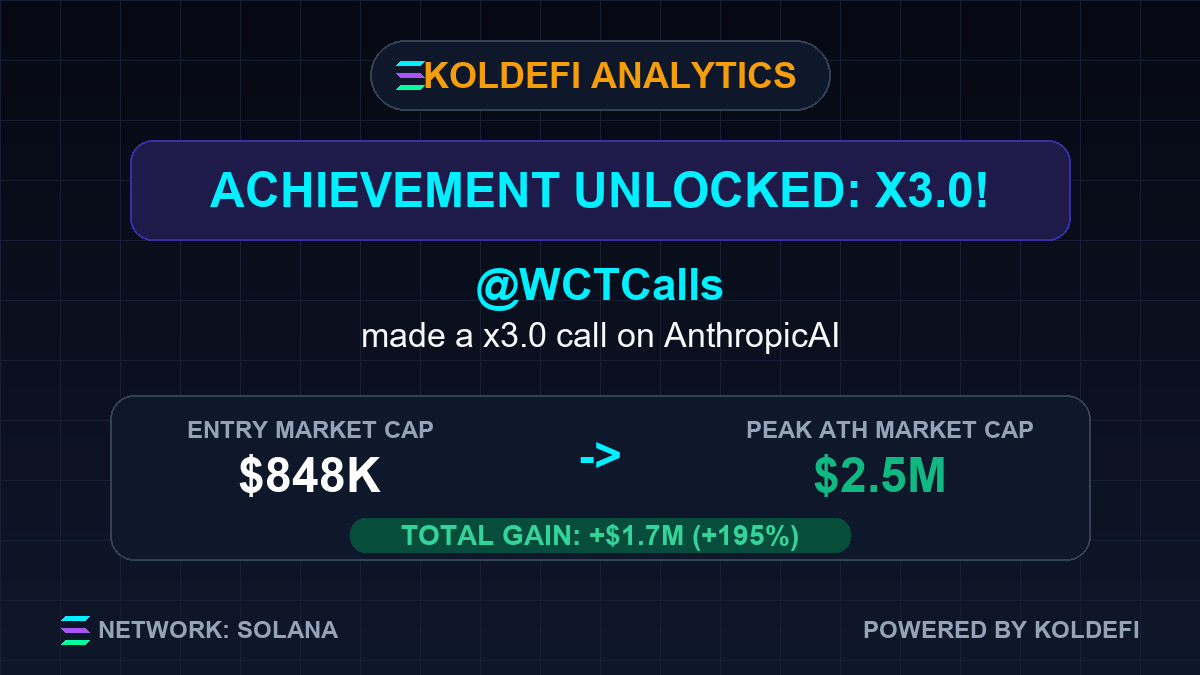 KOLDEFI ANALYTICS
ACHIEVEMENT UNLOCKED: X3.0!
@WCTCalls
made a x3.0 call on AnthropicAI
ENTRY MARKET CAP
$848K
->
PEAK ATH MARKET CAP
$2.5M
TOTAL GAIN: +$1.7M (+195%)
NETWORK: SOLANA
POWERED BY KOLDEFI